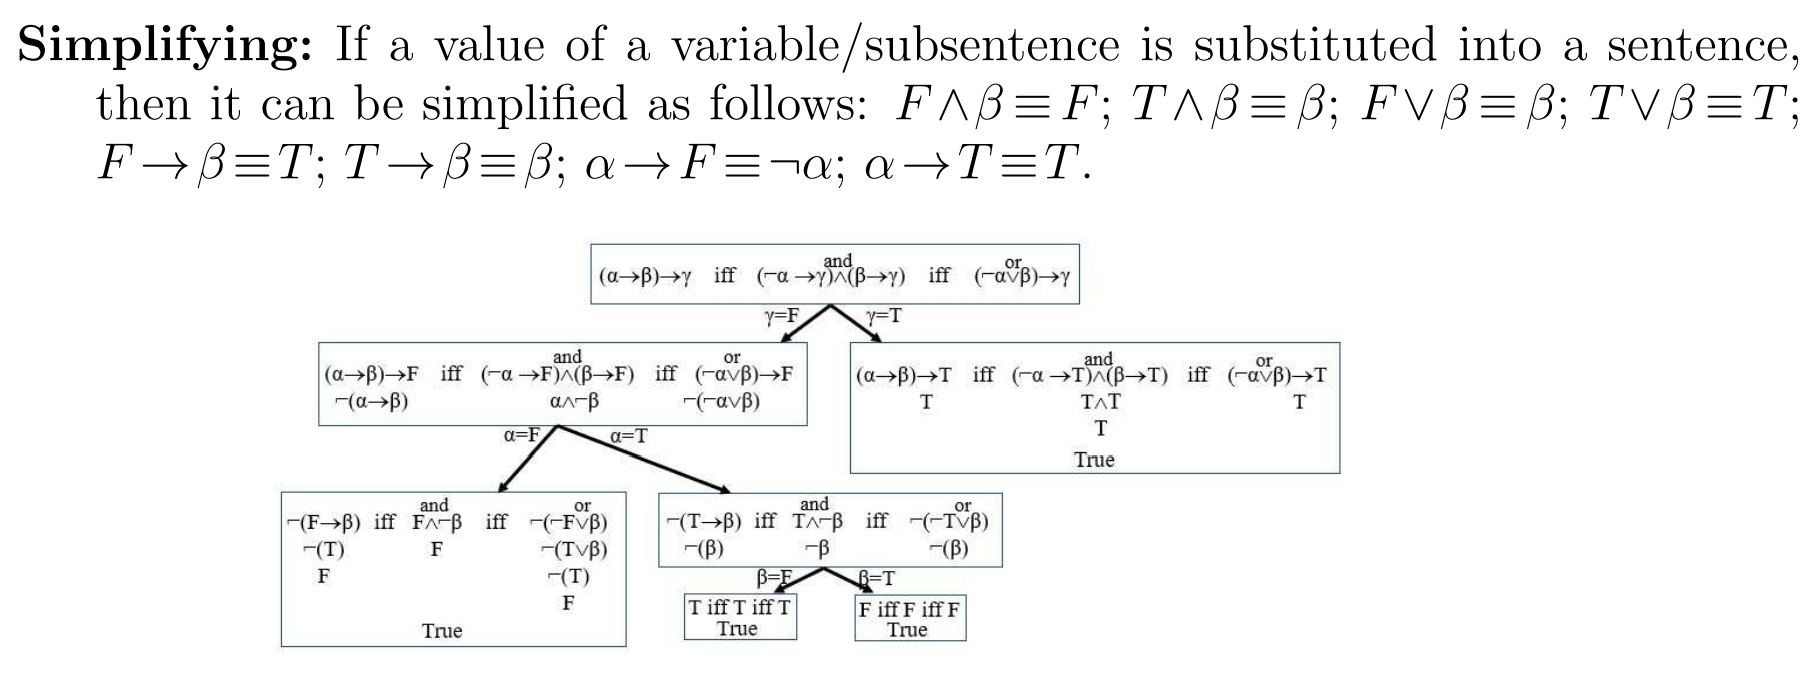 Simplifying: If a value of a variable/subsentence is substituted into a sentence,
then it can be simplified as follows: F∧β≡F; T∧β≡β; F∨β≡β; T∨β≡T;
F→β≡T; T→β≡β; α→F≡¬α; α→T≡T.
and or
(α→β)→γ iff (¬α →γ)∧(β→γ) iff (¬α∨β)→γ
γ=F γ=T
and or
(α→β)→F iff (¬α →F)∧(β→F) iff (¬α∨β)→F
¬(α→β) α∧¬β ¬(¬α∨β)
and or
(α→β)→T iff (¬α →T)∧(β→T) iff (¬α∨β)→T
T T∧T T
T
True
α=F α=T
and or
¬(F→β) iff F∧¬β iff ¬(¬F∨β)
¬(T) F ¬(T∨β)
F ¬(T)
F
True
and or
¬(T→β) iff T∧¬β iff ¬(¬T∨β)
¬(β) ¬β ¬(β)
β=F β=T
T iff T iff T
True
F iff F iff F
True